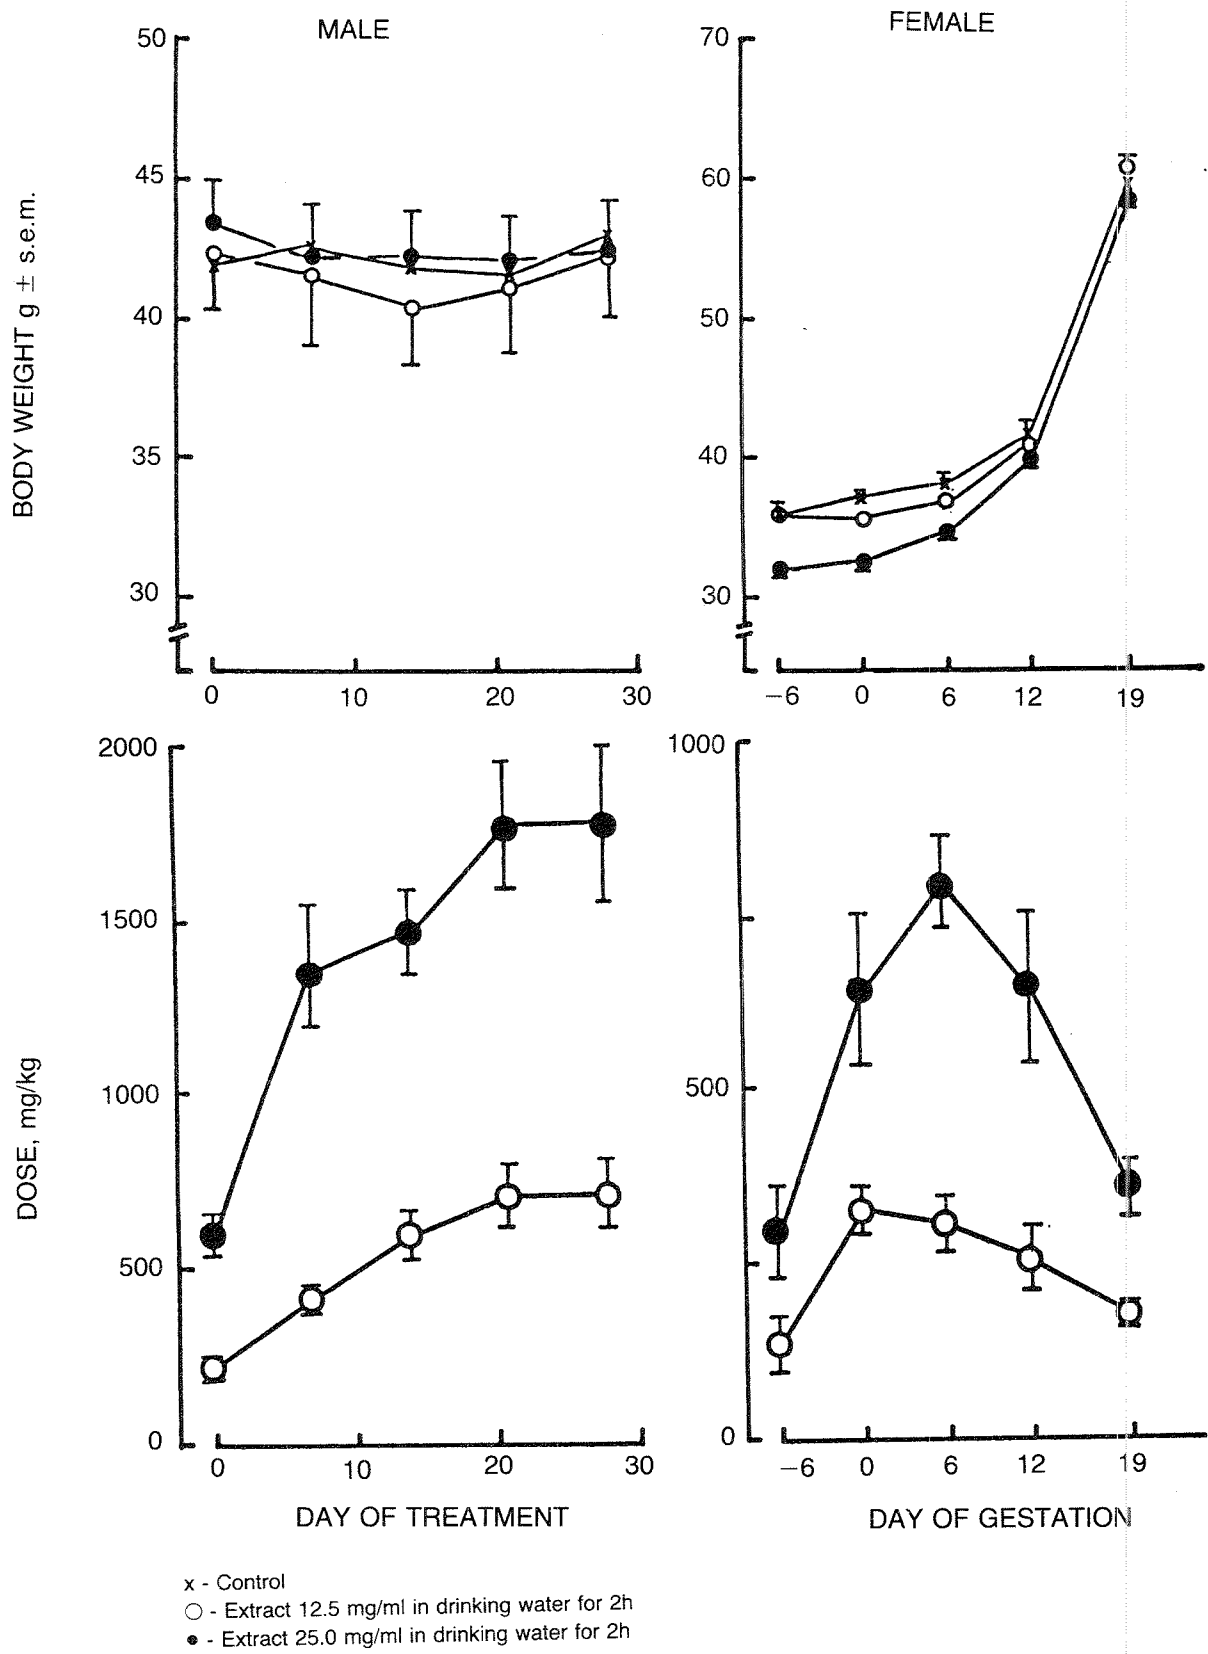 MALE
FEMALE
50
45
40
35
30
BODY WEIGHT g ± s.e.m.
0 10 20 30
70
60
50
40
30
−6 0 6 12 19
2000
1500
1000
500
0
DOSE, mg/kg
0 10 20 30
DAY OF TREATMENT
1000
500
0
−6 0 6 12 19
DAY OF GESTATION
x - Control
○ - Extract 12.5 mg/ml in drinking water for 2h
● - Extract 25.0 mg/ml in drinking water for 2h